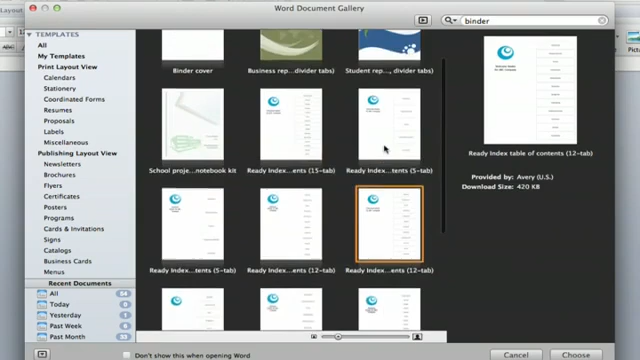 Word Document Gallery
binder
TEMPLATES
All
My Templates
Print Layout View
Calendars
Stationery
Coordinated Forms
Resumes
Proposals
Labels
Miscellaneous
Publishing Layout View
Newsletters
Brochures
Flyers
Certificates
Posters
Programs
Cards & Invitations
Signs
Catalogs
Business Cards
Menus
Recent Documents
All
Today
Yesterday
Past Week
Past Month
Binder cover
Business rep...divider tabs)
Student rep..., divider tabs)
School proje...notebook kit
Ready Index...ents (15-tab)
Ready Index...tents (5-tab)
Ready Index...tents (5-tab)
Ready Index...ents (12-tab)
Ready Index...ents (12-tab)
Ready Index table of contents (12-tab)
Provided by: Avery (U.S.)
Download Size: 420 KB
Don't show this when opening Word
Cancel
Choose
Layout